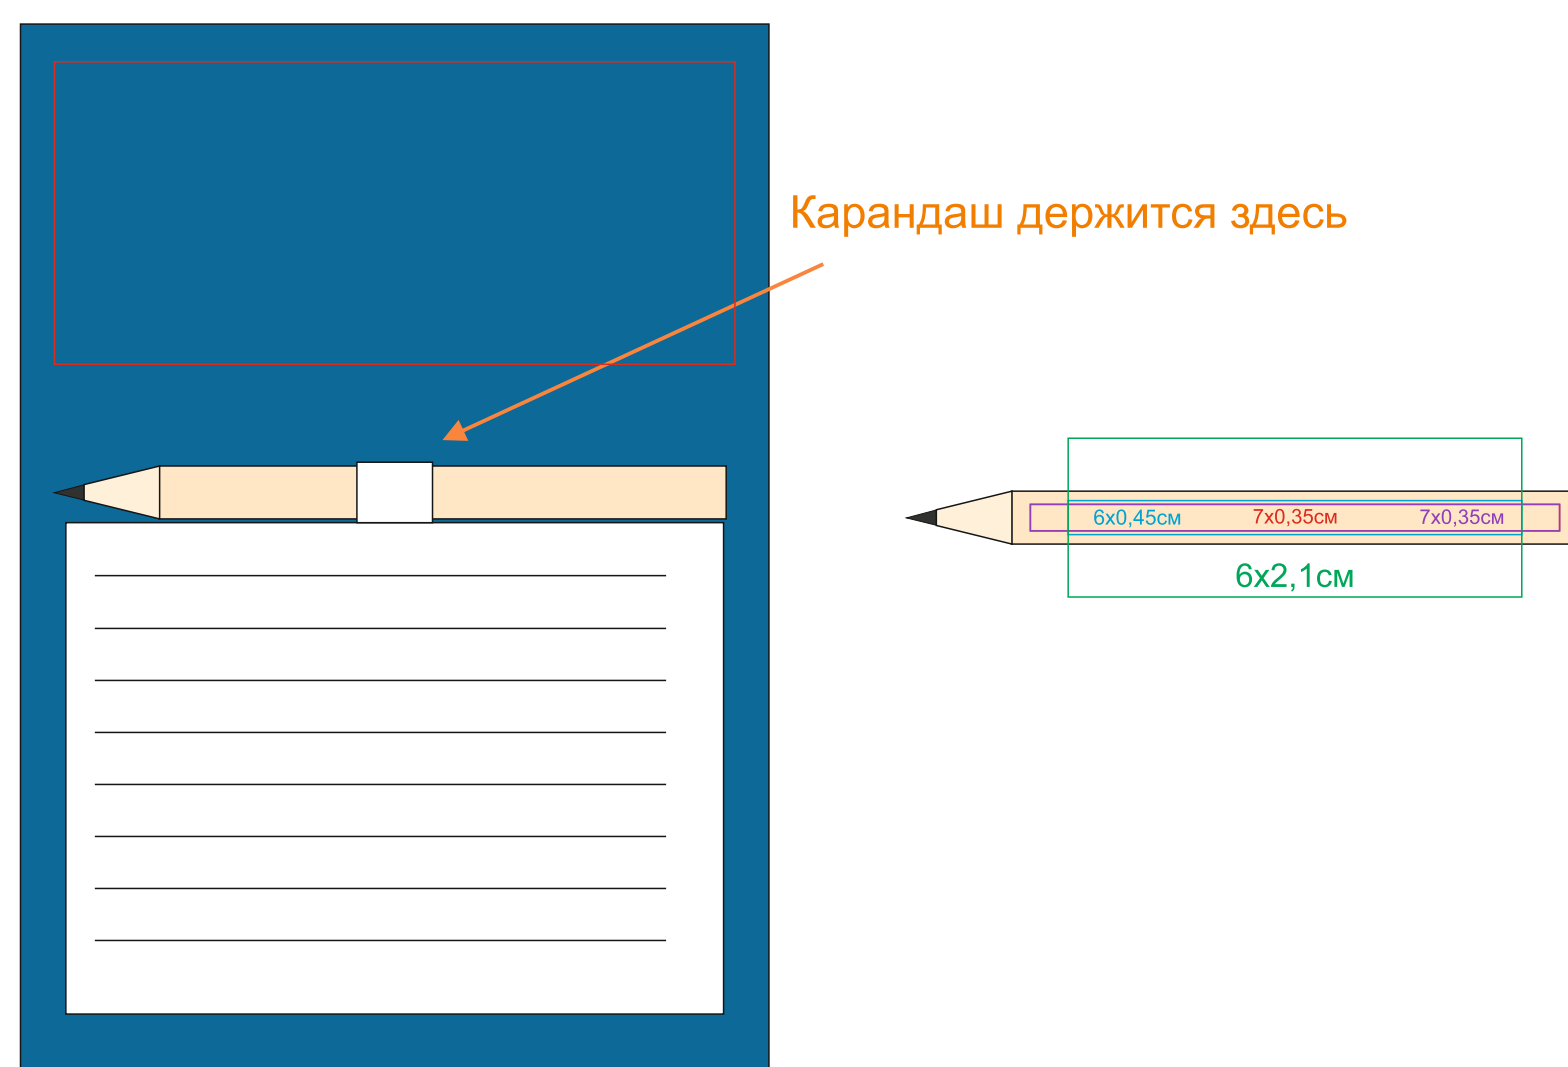 Карандаш держится здесь
6х0,45см
7х0,35см
7х0,35см
6х2,1см